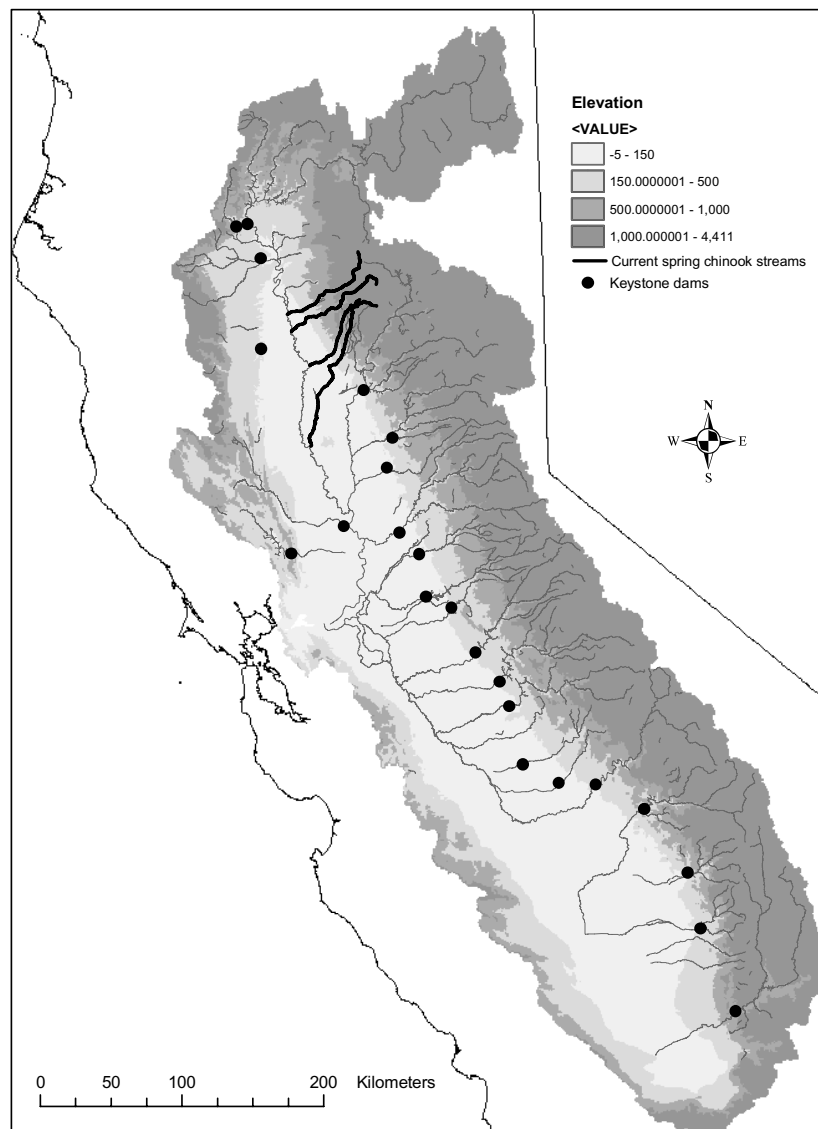 Elevation
<VALUE>
-5 - 150
150.0000001 - 500
500.0000001 - 1,000
1,000.000001 - 4,411
Current spring chinook streams
Keystone dams
N
W E
S
0 50 100 200 Kilometers